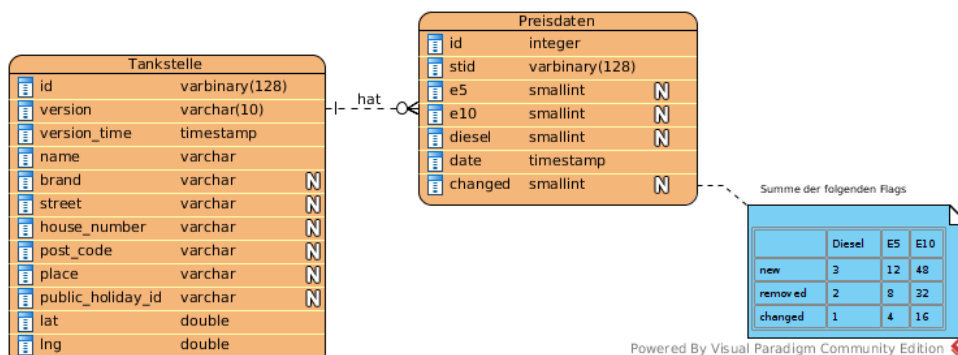 Tankstelle
id varbinary(128)
version varchar(10)
version_time timestamp
name varchar
brand varchar N
street varchar N
house_number varchar N
post_code varchar N
place varchar N
public_holiday_id varchar N
lat double
lng double
hat
Preisdaten
id integer
stid varbinary(128)
e5 smallint N
e10 smallint N
diesel smallint N
date timestamp
changed smallint N
Summe der folgenden Flags
Diesel E5 E10
new 3 12 48
removed 2 8 32
changed 1 4 16
Powered By Visual Paradigm Community Edition